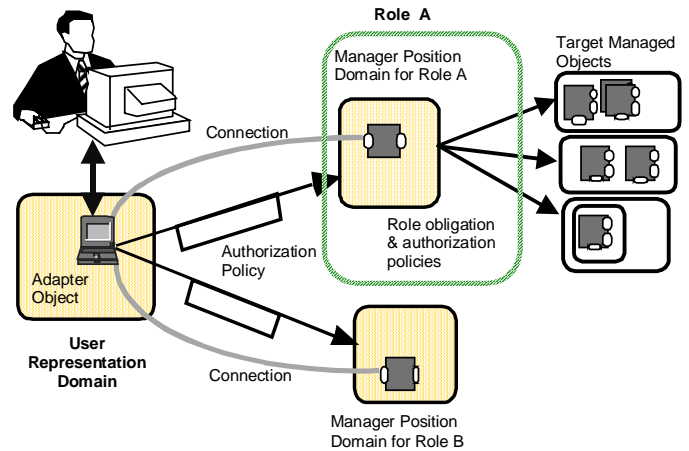 Role A
Manager Position
Domain for Role A
Target Managed
Objects
Connection
Authorization
Policy
Role obligation
& authorization
policies
Adapter
Object
User
Representation
Domain
Connection
Manager Position
Domain for Role B